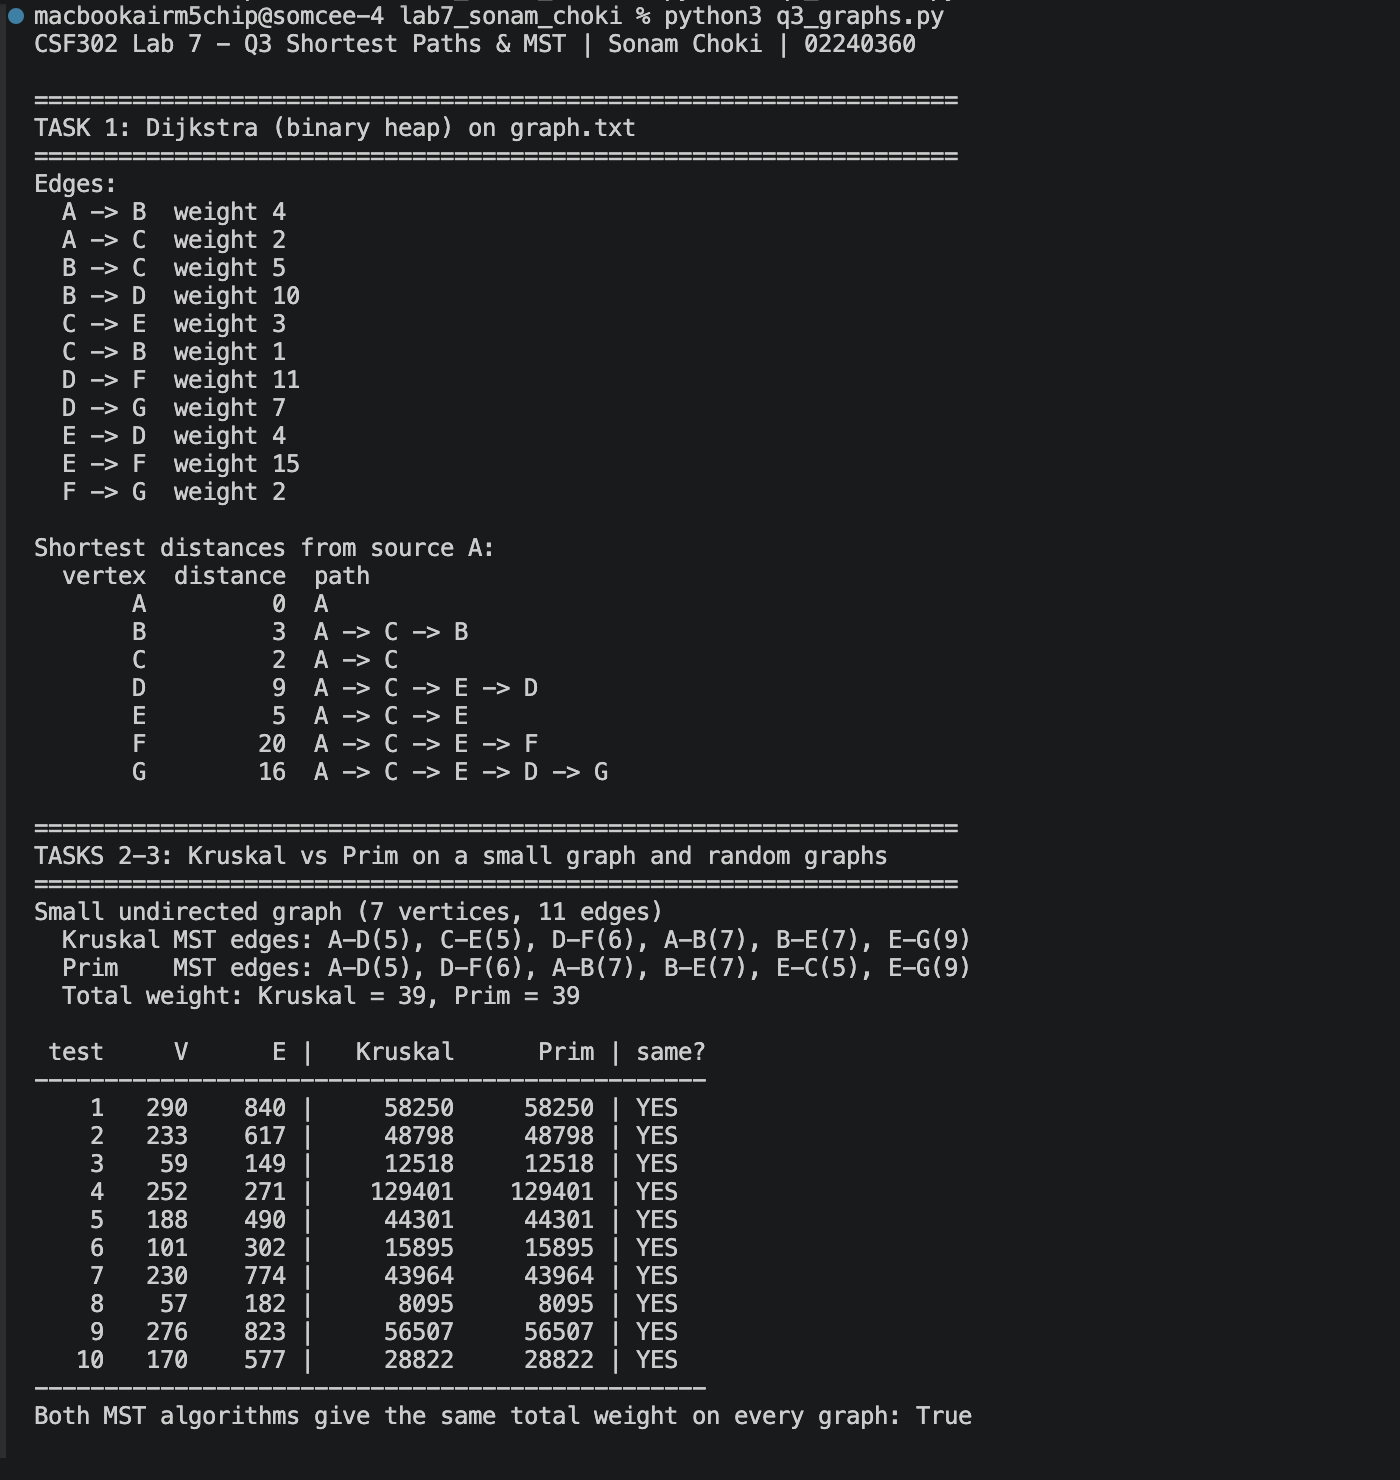 macbookairm5chip@somcee-4 lab7_sonam_choki % python3 q3_graphs.py
CSF302 Lab 7 - Q3 Shortest Paths & MST | Sonam Choki | 02240360
==================================================================
TASK 1: Dijkstra (binary heap) on graph.txt
==================================================================
Edges:
  A -> B  weight 4
  A -> C  weight 2
  B -> C  weight 5
  B -> D  weight 10
  C -> E  weight 3
  C -> B  weight 1
  D -> F  weight 11
  D -> G  weight 7
  E -> D  weight 4
  E -> F  weight 15
  F -> G  weight 2
Shortest distances from source A:
  vertex  distance  path
       A         0  A
       B         3  A -> C -> B
       C         2  A -> C
       D         9  A -> C -> E -> D
       E         5  A -> C -> E
       F        20  A -> C -> E -> F
       G        16  A -> C -> E -> D -> G
==================================================================
TASKS 2-3: Kruskal vs Prim on a small graph and random graphs
==================================================================
Small undirected graph (7 vertices, 11 edges)
  Kruskal MST edges: A-D(5), C-E(5), D-F(6), A-B(7), B-E(7), E-G(9)
  Prim    MST edges: A-D(5), D-F(6), A-B(7), B-E(7), E-C(5), E-G(9)
  Total weight: Kruskal = 39, Prim = 39
 test     V      E |   Kruskal      Prim | same?
------------------------------------------------
    1   290    840 |     58250     58250 | YES
    2   233    617 |     48798     48798 | YES
    3    59    149 |     12518     12518 | YES
    4   252    271 |    129401    129401 | YES
    5   188    490 |     44301     44301 | YES
    6   101    302 |     15895     15895 | YES
    7   230    774 |     43964     43964 | YES
    8    57    182 |      8095      8095 | YES
    9   276    823 |     56507     56507 | YES
   10   170    577 |     28822     28822 | YES
------------------------------------------------
Both MST algorithms give the same total weight on every graph: True